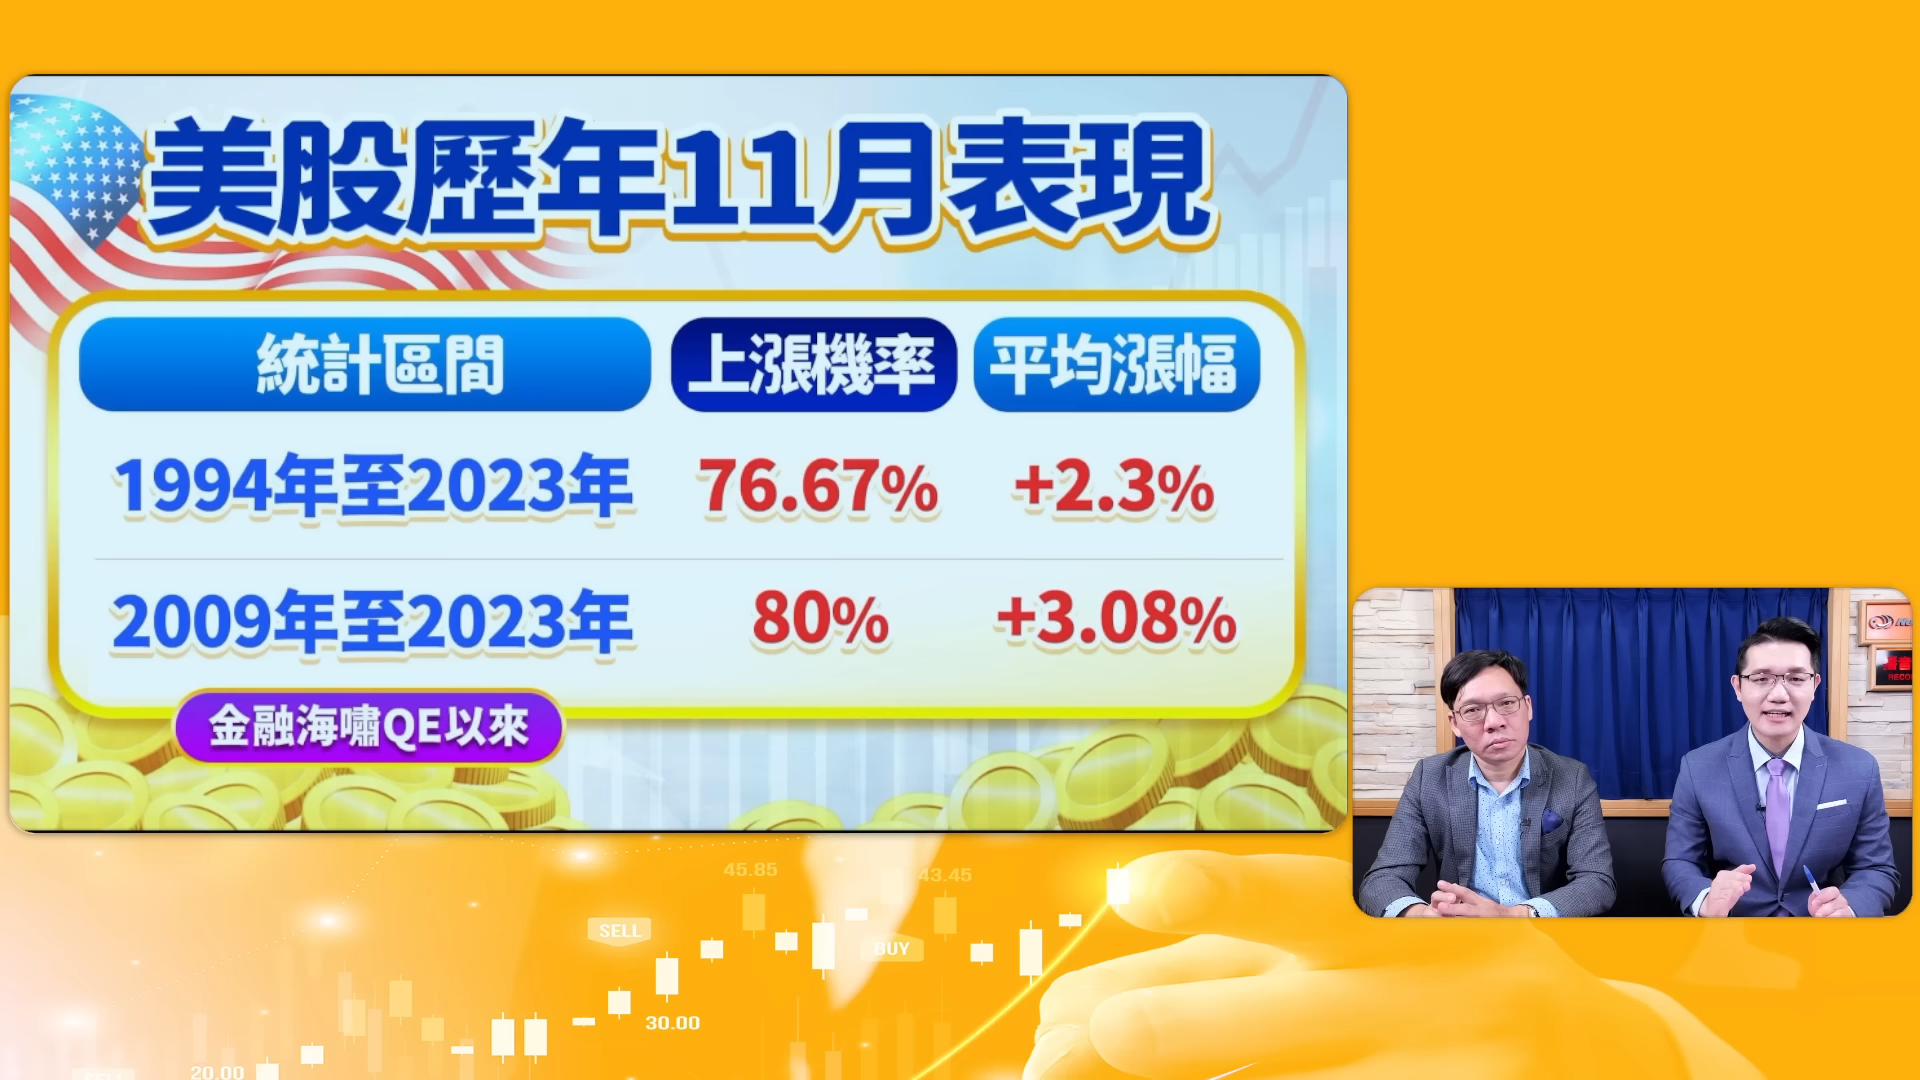 美股歷年11月表現
統計區間 上漲機率 平均漲幅
1994年至2023年 76.67% +2.3%
2009年至2023年 80% +3.08%
金融海嘯QE以來
45.85
43.45
SELL
BUY
30.00
20.00
SELL